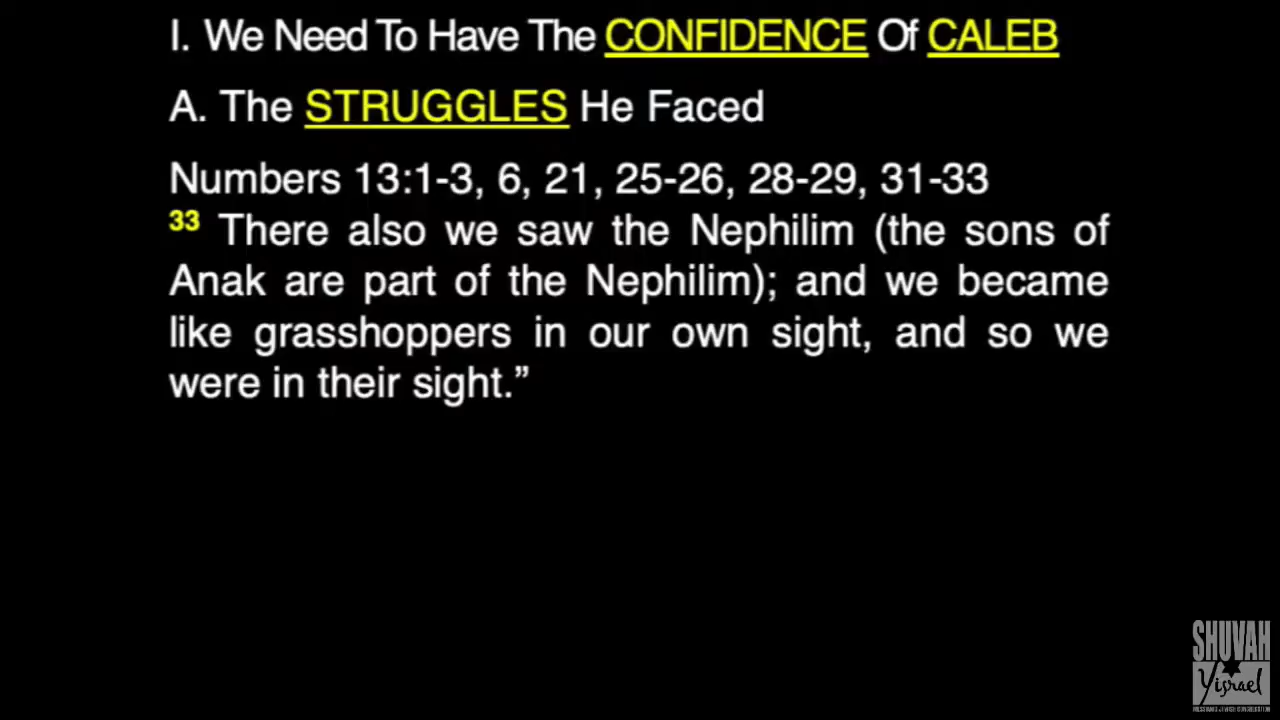 I. We Need To Have The CONFIDENCE Of CALEB
A. The STRUGGLES He Faced
Numbers 13:1-3, 6, 21, 25-26, 28-29, 31-33
33 There also we saw the Nephilim (the sons of
Anak are part of the Nephilim); and we became
like grasshoppers in our own sight, and so we
were in their sight.”
SHUVAH
Yisrael
MESSIANIC JEWISH CONGREGATION